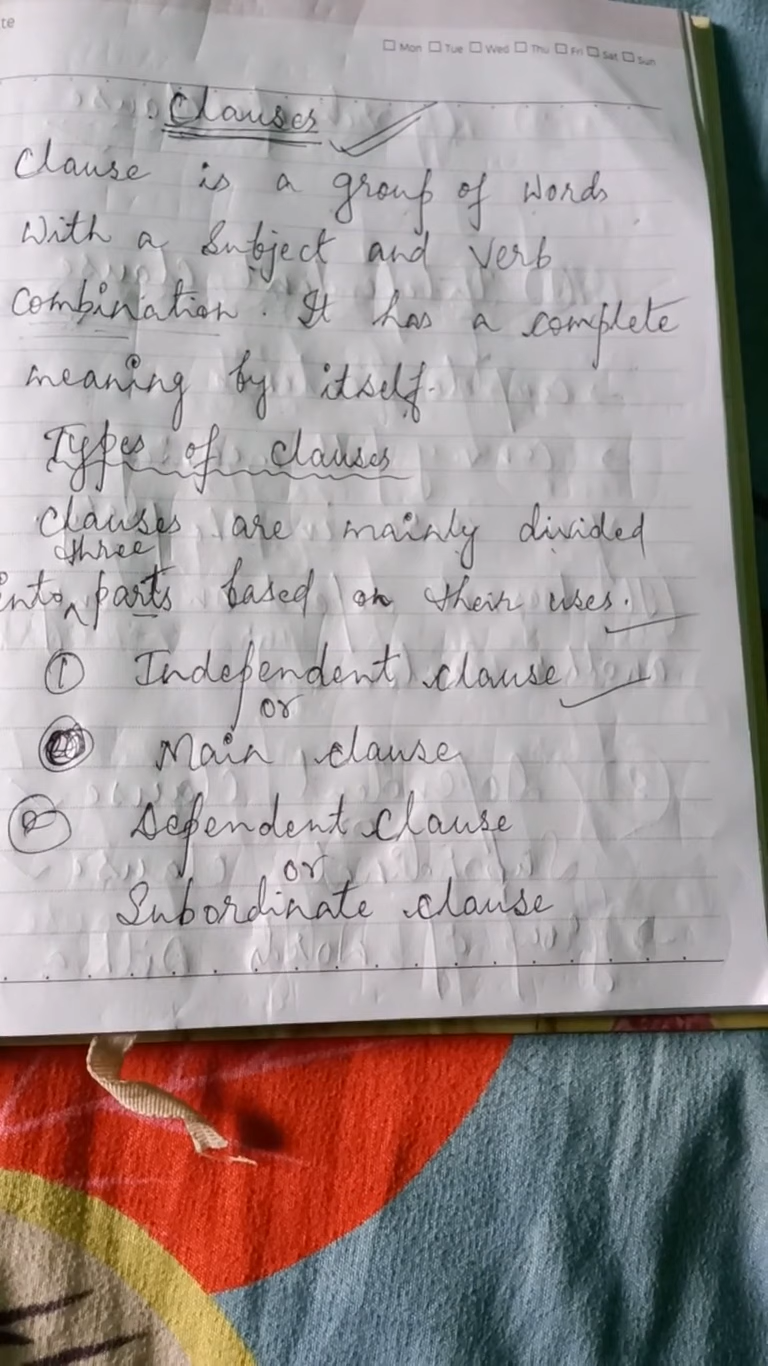 te
Mon Tue Wed Thu Fri Sat Sun
Clauses
Clause is a group of words
With a Subject and verb
Combination. It has a complete
meaning by itself.
Types of clauses
Clauses are mainly divided
three
into parts based on their uses.
1 Independent clause
or
Main clause
2 Dependent clause
or
Subordinate clause